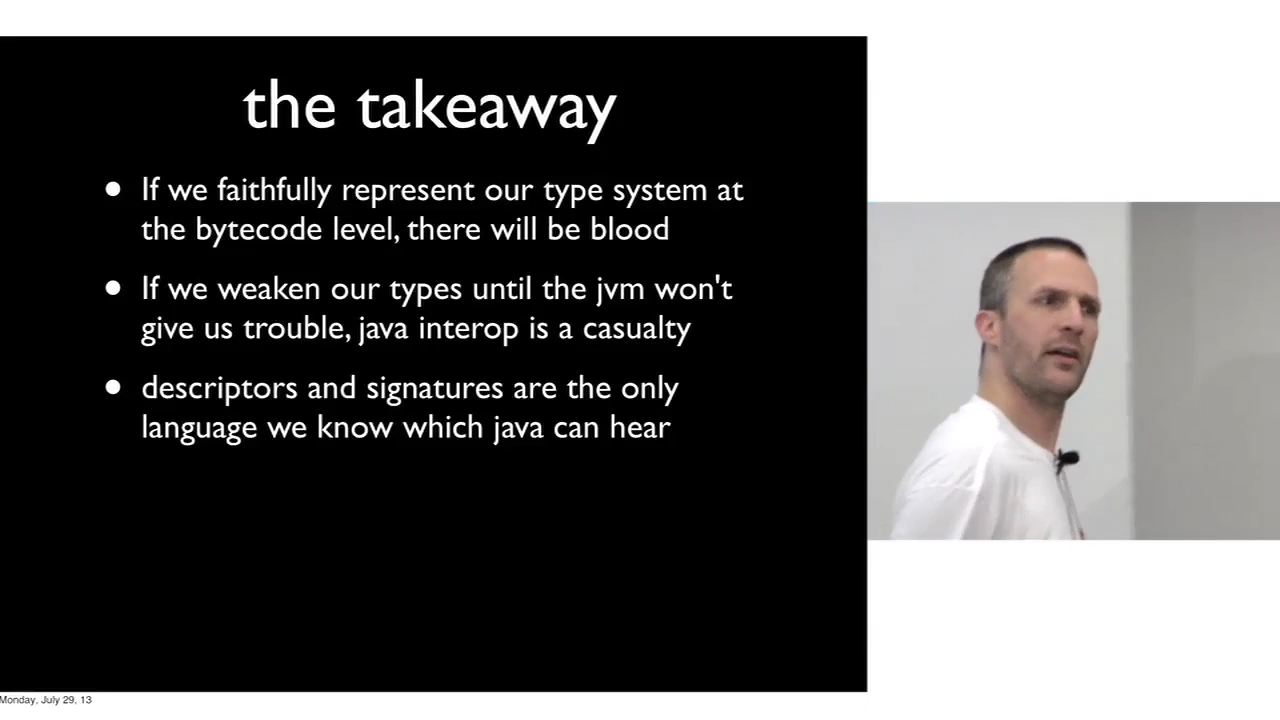 the takeaway
• If we faithfully represent our type system at
the bytecode level, there will be blood
• If we weaken our types until the jvm won't
give us trouble, java interop is a casualty
• descriptors and signatures are the only
language we know which java can hear
Monday, July 29, 13